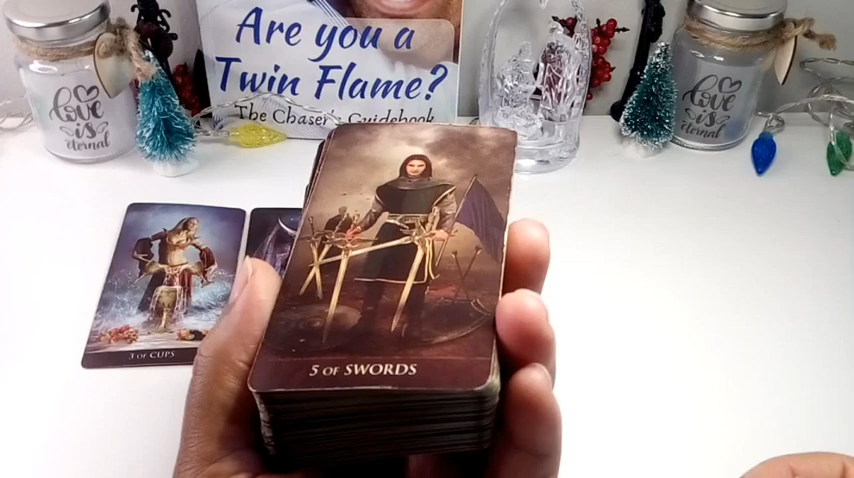 Are you a
Twin Flame?
The Chaser's Guidebook
love
is
eternal
love
is
eternal
3 OF CUPS
5 OF SWORDS